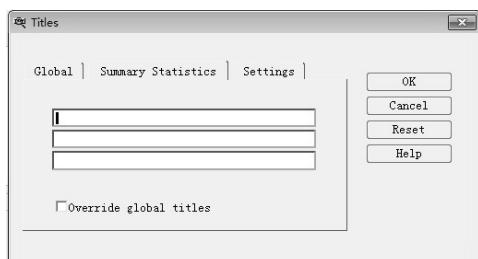 Titles
Global Summary Statistics Settings
OK
Cancel
Reset
Help
Override global titles